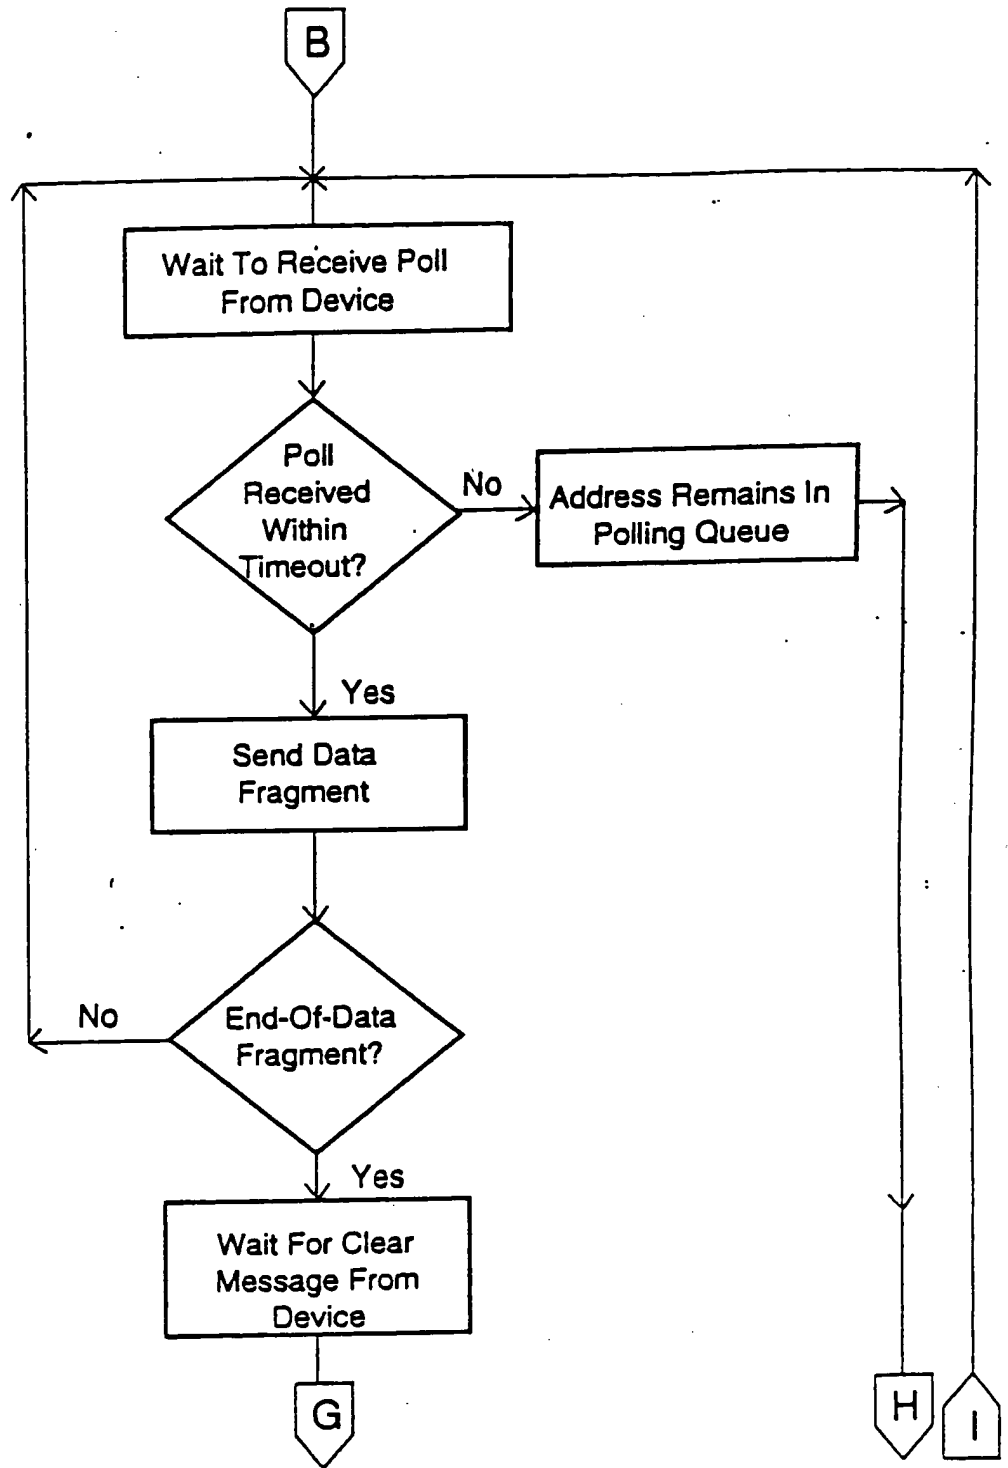 B
Wait To Receive Poll
From Device
Poll
Received
Within
Timeout?
No
Address Remains In
Polling Queue
Yes
Send Data
Fragment
No
End-Of-Data
Fragment?
Yes
Wait For Clear
Message From
Device
G
H
I